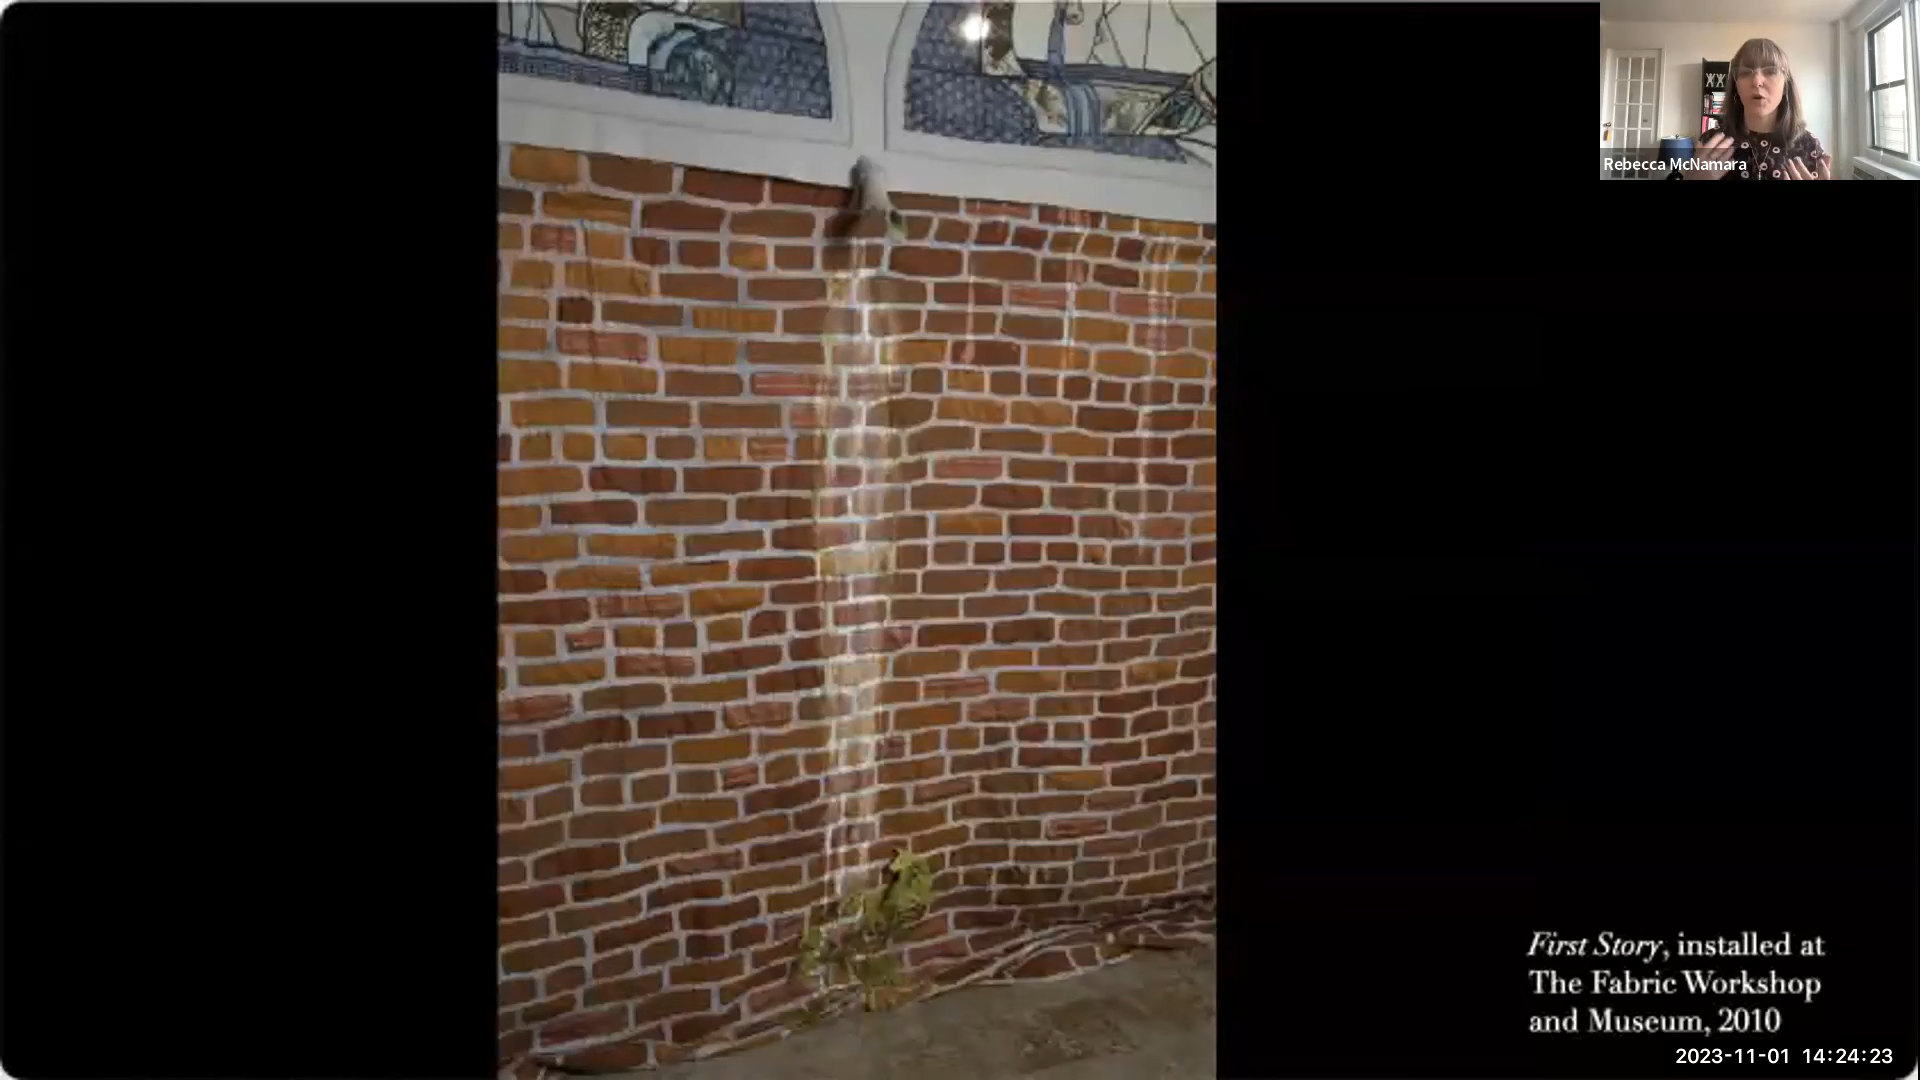 Rebecca McNamara
First Story, installed at
The Fabric Workshop
and Museum, 2010
2023-11-01 14:24:23